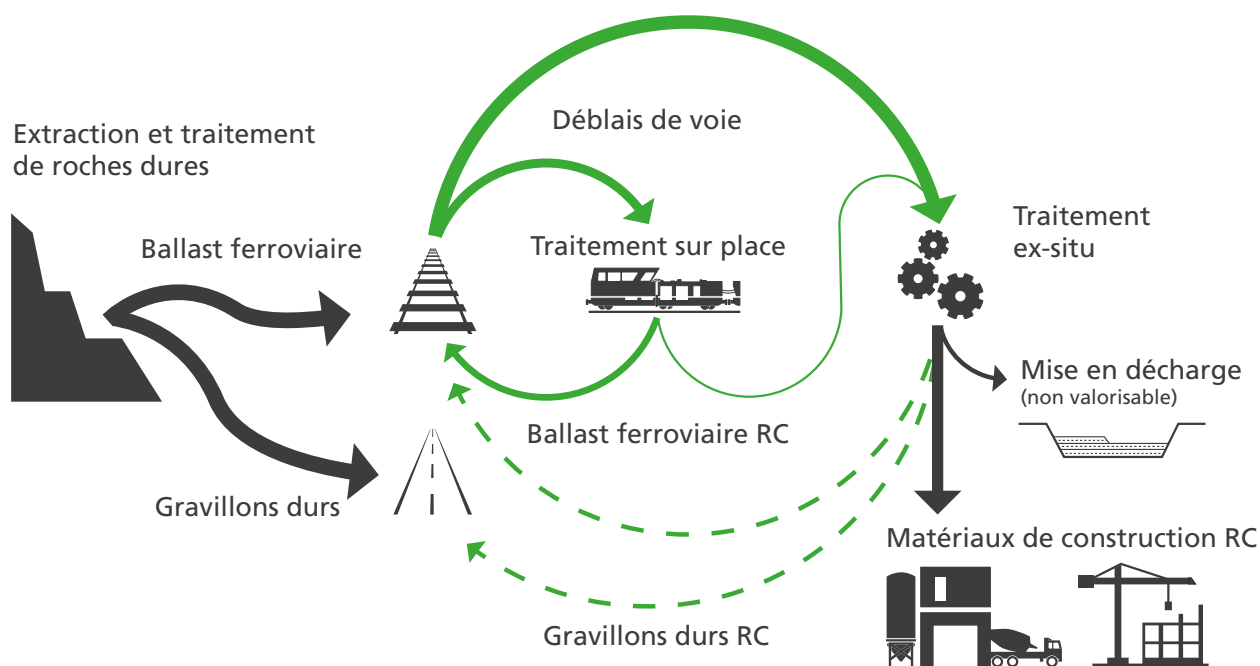 Déblais de voie
Extraction et traitement
de roches dures
Traitement
ex-situ
Ballast ferroviaire
Traitement sur place
Mise en décharge
(non valorisable)
Ballast ferroviaire RC
Gravillons durs
Matériaux de construction RC
Gravillons durs RC